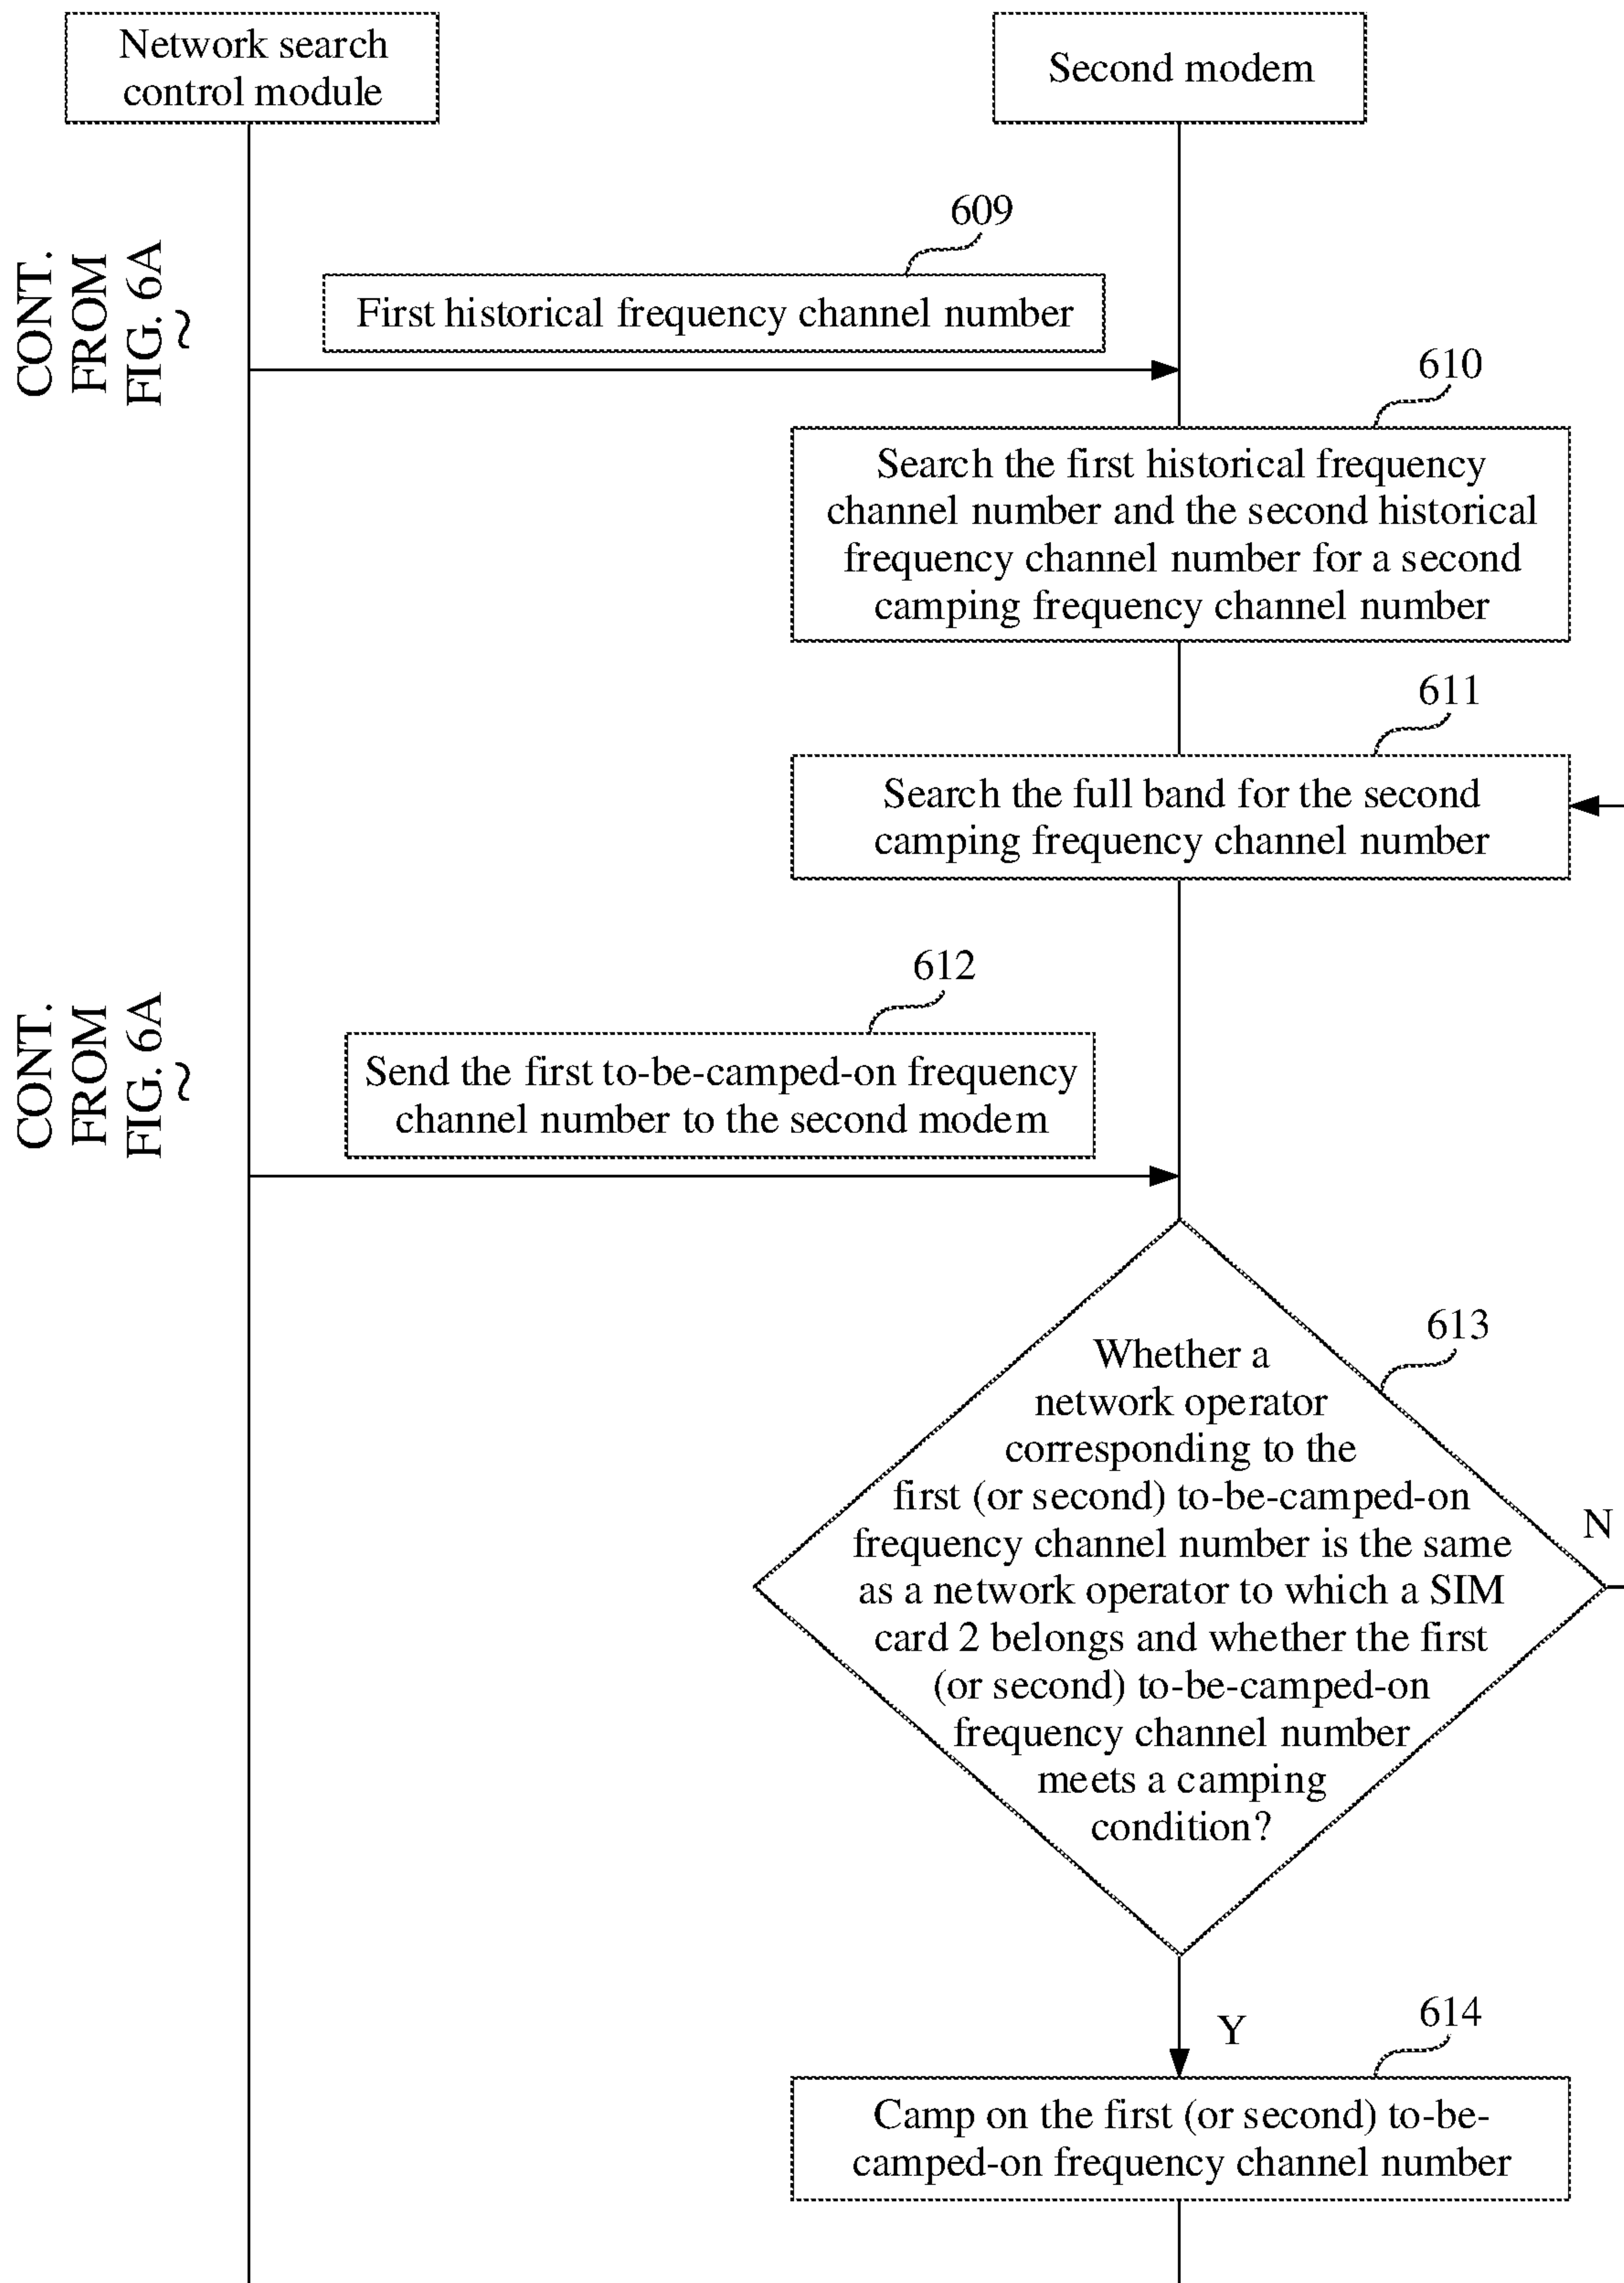 Network search
control module
Second modem
CONT.
FROM
FIG. 6A
~
609
First historical frequency channel number
610
Search the first historical frequency
channel number and the second historical
frequency channel number for a second
camping frequency channel number
611
Search the full band for the second
camping frequency channel number
CONT.
FROM
FIG. 6A
~
612
Send the first to-be-camped-on frequency
channel number to the second modem
613
Whether a
network operator
corresponding to the
first (or second) to-be-camped-on
frequency channel number is the same
as a network operator to which a SIM
card 2 belongs and whether the first
(or second) to-be-camped-on
frequency channel number
meets a camping
condition?
N
Y
614
Camp on the first (or second) to-be-
camped-on frequency channel number